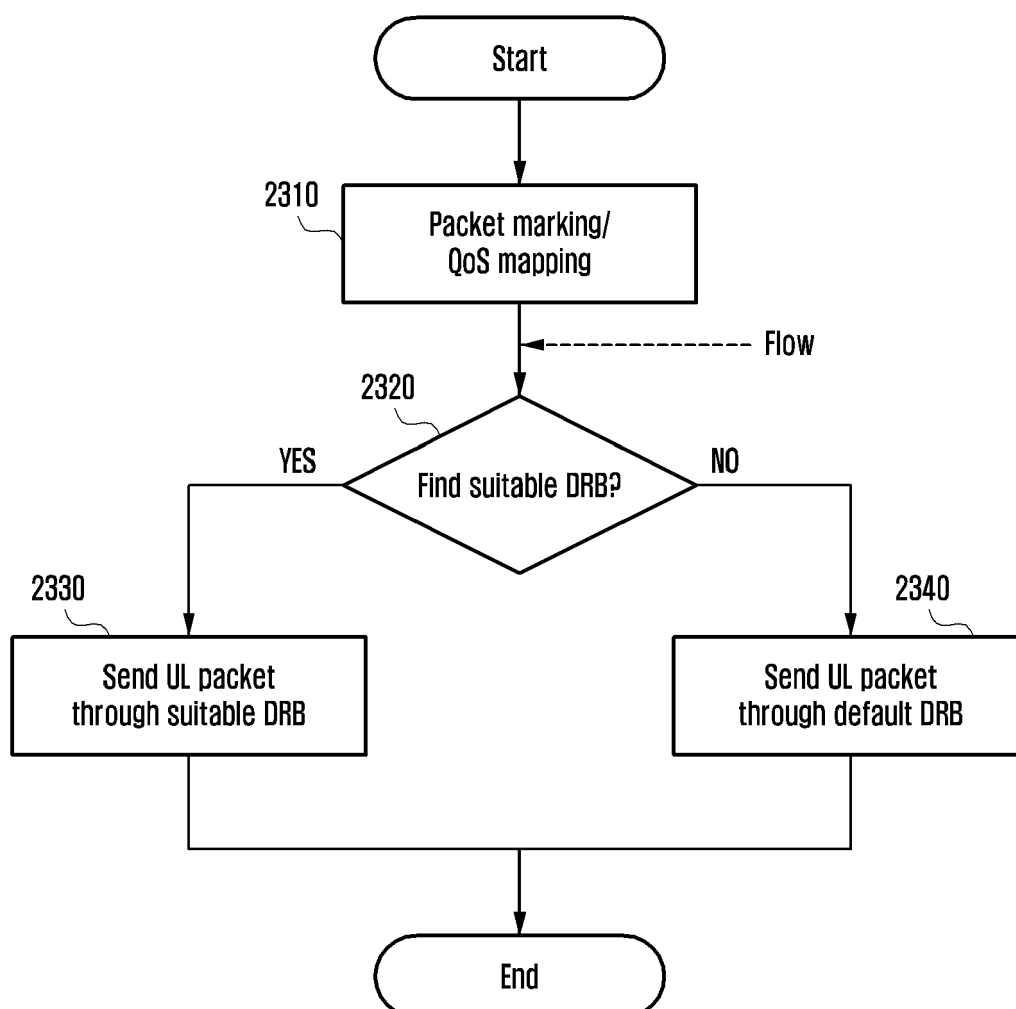 Start
2310
Packet marking/
QoS mapping
Flow
2320
YES
Find suitable DRB?
NO
2330
2340
Send UL packet
through suitable DRB
Send UL packet
through default DRB
End